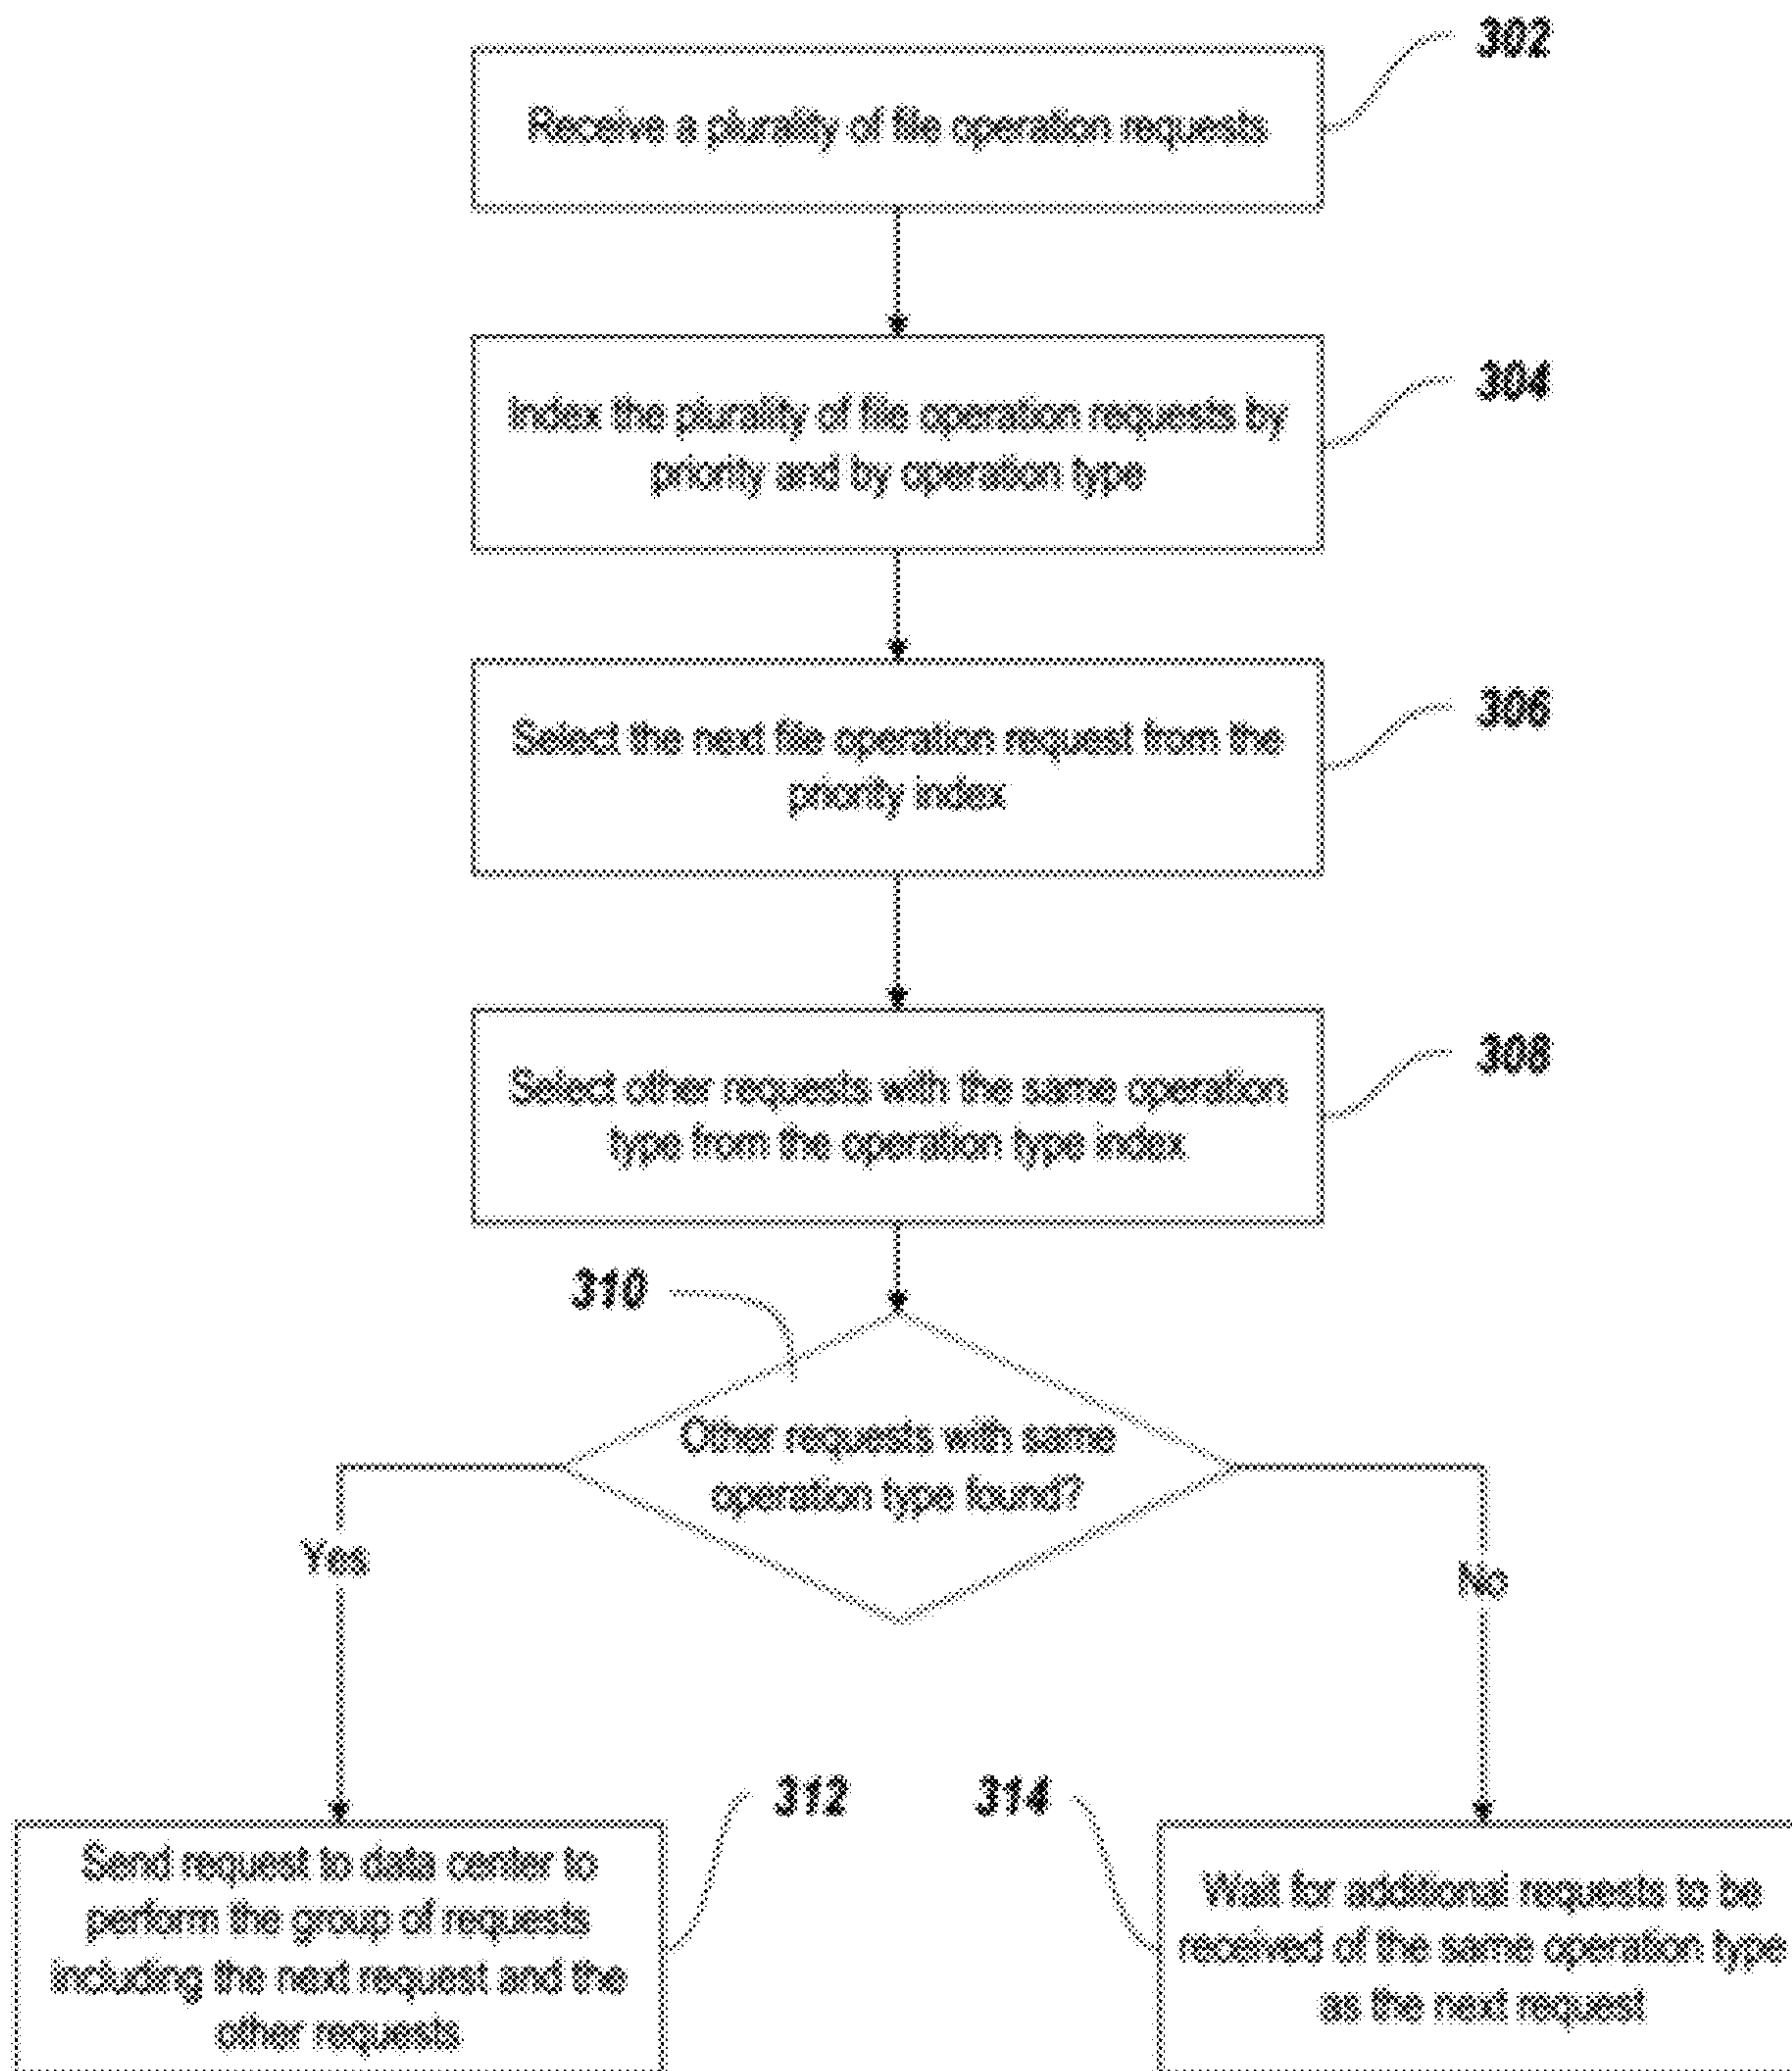 302
Receive a plurality of file operation requests
304
Index the plurality of file operation requests by
priority and by operation type
306
Select the next file operation request from the
priority index
308
Select other requests with the same operation
type from the operation type index
310
Other requests with same
operation type found?
Yes
No
312
314
Send request to data center to
perform the group of requests
including the next request and the
other requests
Wait for additional requests to be
received of the same operation type
as the next request